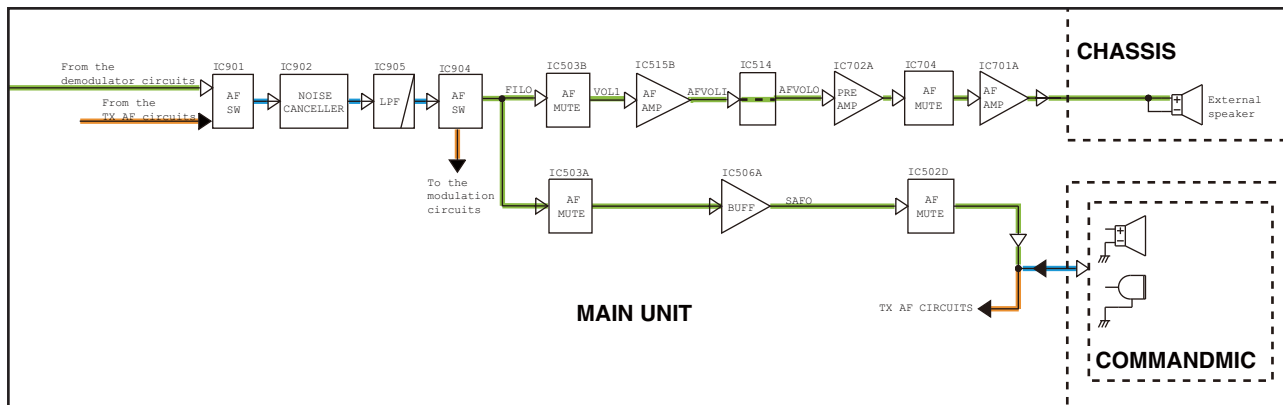 CHASSIS
From the
demodulator circuits
IC901
IC902
IC905
IC904
IC503B
IC515B
IC514
IC702A
IC704
IC701A
From the
TX AF circuits
AF
SW
NOISE
CANCELLER
LPF
AF
SW
FILO
AF
MUTE
VOLI
AF
AMP
AFVOLI
AFVOLO
PRE
AMP
AF
MUTE
AF
AMP
External
speaker
To the
modulation
circuits
IC503A
IC506A
IC502D
AF
MUTE
BUFF
SAFO
AF
MUTE
TX AF CIRCUITS
MAIN UNIT
COMMANDMIC